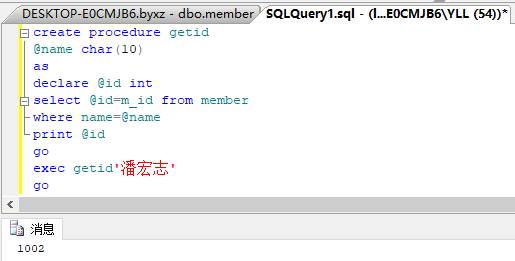 DESKTOP-E0CMJB6.byxz - dbo.member SQLQuery1.sql - (l...E0CMJB6\YLL (54))*
create procedure getid
@name char(10)
as
declare @id int
select @id=m_id from member
where name=@name
print @id
go
exec getid'潘宏志'
go
消息
1002